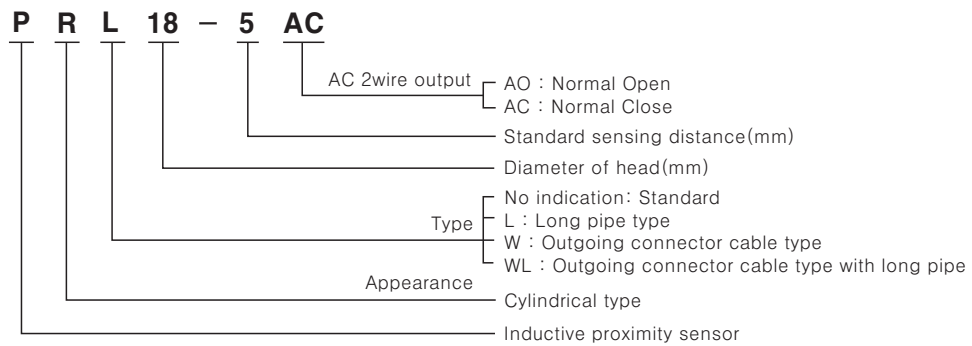 P R L 18 - 5 AC
AC 2wire output
AO : Normal Open
AC : Normal Close
Standard sensing distance(mm)
Diameter of head(mm)
Type
No indication: Standard
L : Long pipe type
W : Outgoing connector cable type
WL : Outgoing connector cable type with long pipe
Appearance
Cylindrical type
Inductive proximity sensor